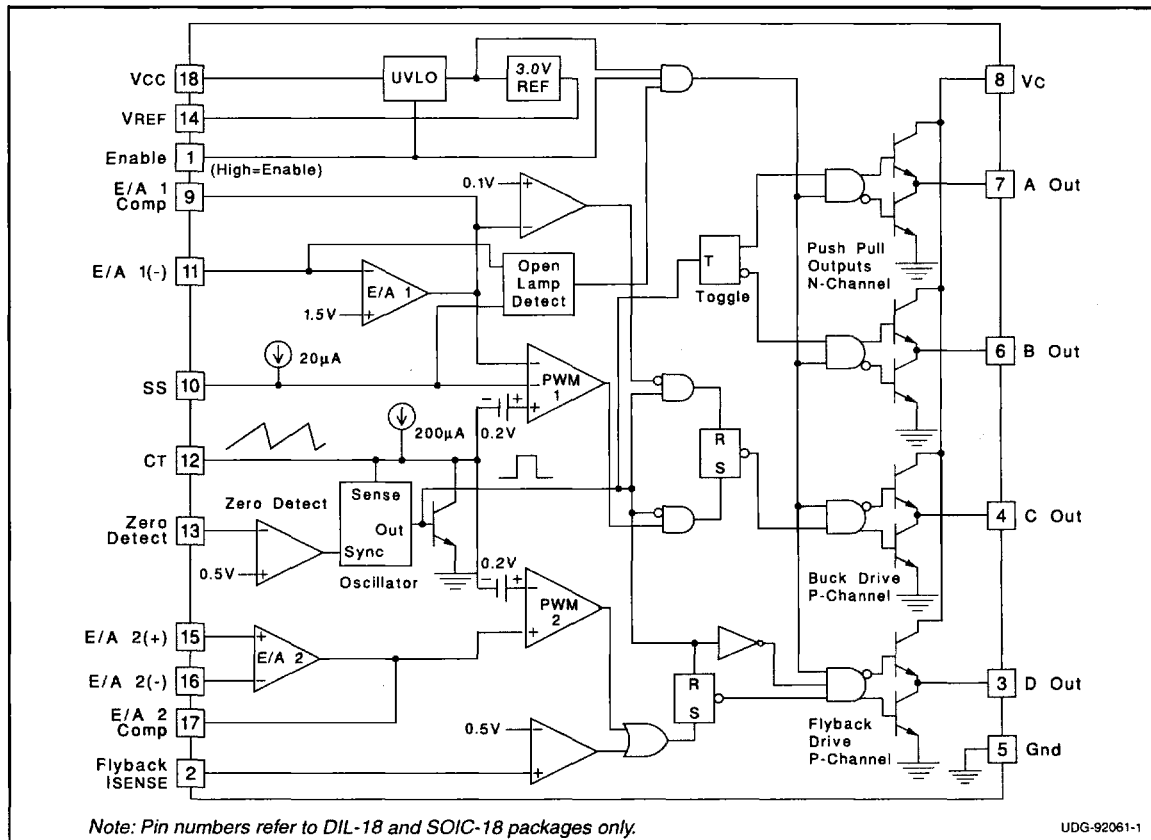 VCC 18
UVLO
3.0V
REF
8 VC
VREF 14
Enable 1
(High=Enable)
E/A 1
Comp 9
0.1V
+
−
7 A Out
Push Pull
Outputs
N-Channel
E/A 1(-) 11
−
E/A 1
1.5V
+
Open
Lamp
Detect
T
Toggle
6 B Out
20µA
SS 10
−
−
PWM
1
+
− +
0.2V
200µA
R
S
CT 12
Sense
Out
Sync
Oscillator
Zero Detect
Zero
Detect 13
−
0.5V
+
4 C Out
Buck Drive
P-Channel
0.2V
− +
−
PWM
2
+
E/A 2(+) 15
+
E/A 2
−
E/A 2(-) 16
E/A 2
Comp 17
R
S
3 D Out
Flyback
Drive
P-Channel
0.5V
−
+
Flyback
ISENSE 2
5 Gnd
Note: Pin numbers refer to DIL-18 and SOIC-18 packages only.
UDG-92061-1